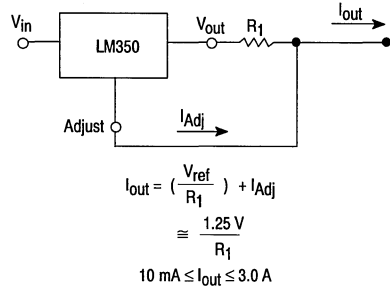 Vin
LM350
Vout
R1
Iout
Adjust
IAdj
Iout = (Vref/R1) + IAdj
≅ 1.25 V/R1
10 mA ≤ Iout ≤ 3.0 A